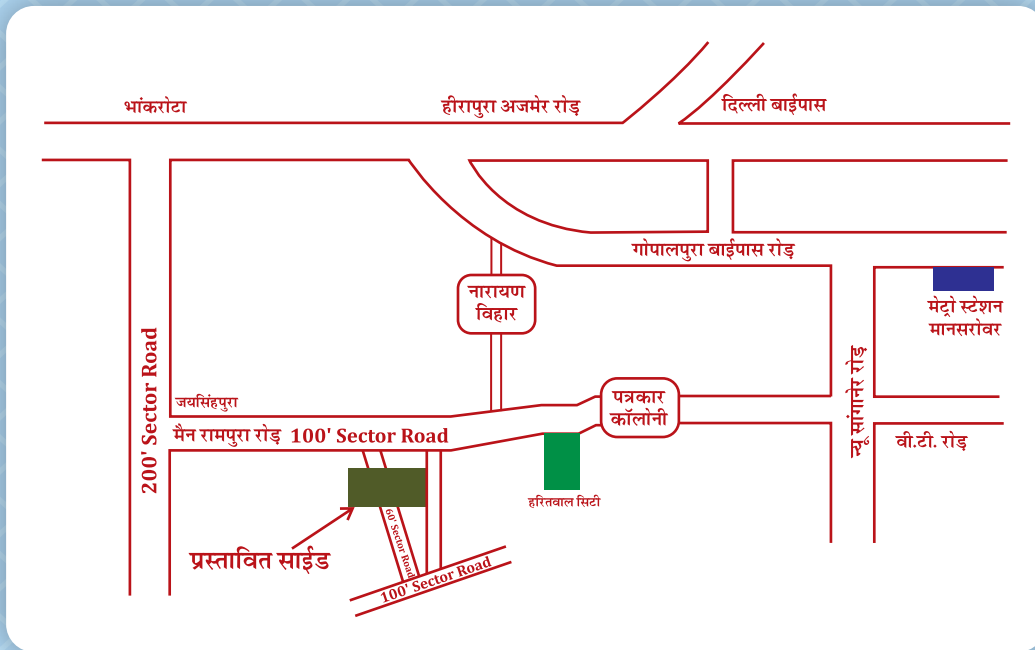 भांकरोटा
हीरापुरा अजमेर रोड़
दिल्ली बाईपास
गोपालपुरा बाईपास रोड़
नारायण
विहार
मेट्रो स्टेशन
मानसरोवर
200' Sector Road
न्यू सांगानेर रोड़
जयसिंहपुरा
पत्रकार
कॉलोनी
मैन रामपुरा रोड़ 100' Sector Road
वी.टी. रोड़
हरितवाल सिटी
60' Sector Road
प्रस्तावित साईड
100' Sector Road